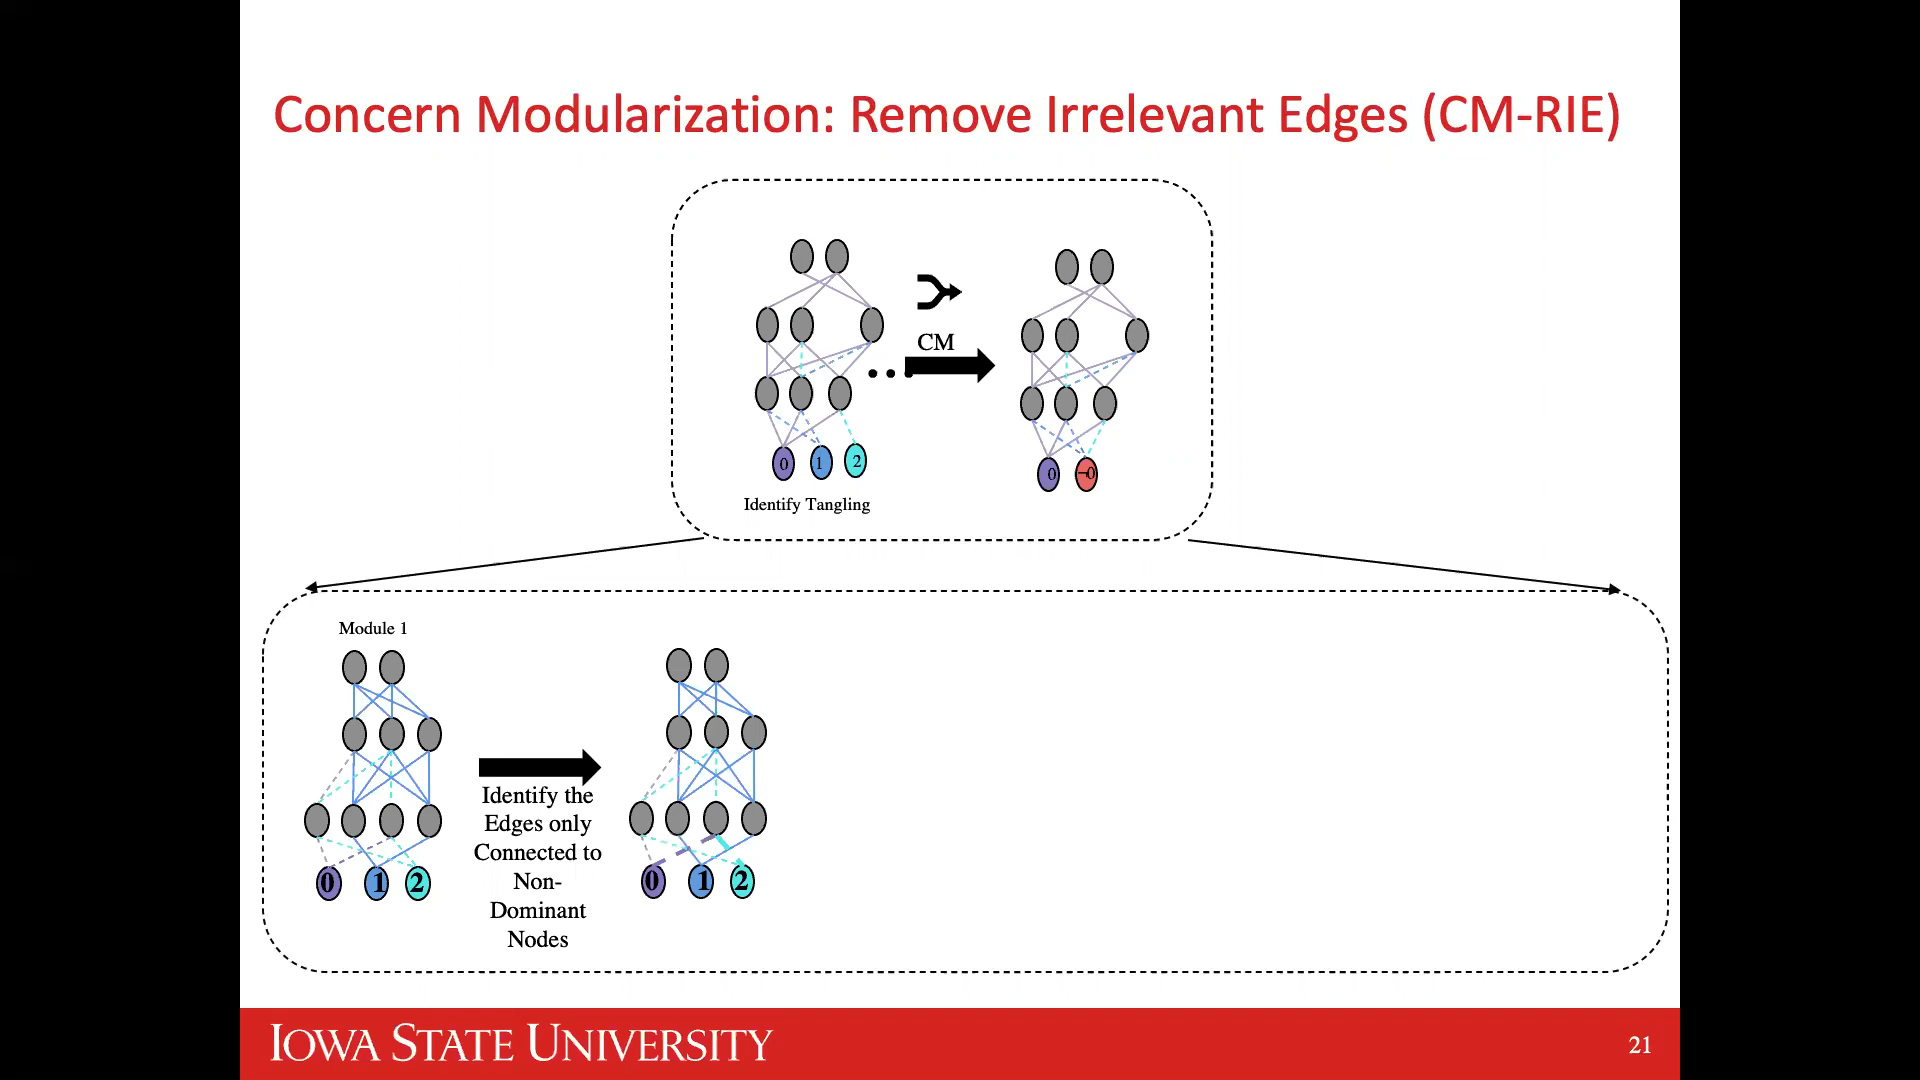 Concern Modularization: Remove Irrelevant Edges (CM-RIE)
CM
0 1 2
0 ¬0
Identify Tangling
Module 1
Identify the
Edges only
Connected to
Non-
Dominant
Nodes
0 1 2
0 1 2
IOWA STATE UNIVERSITY
21